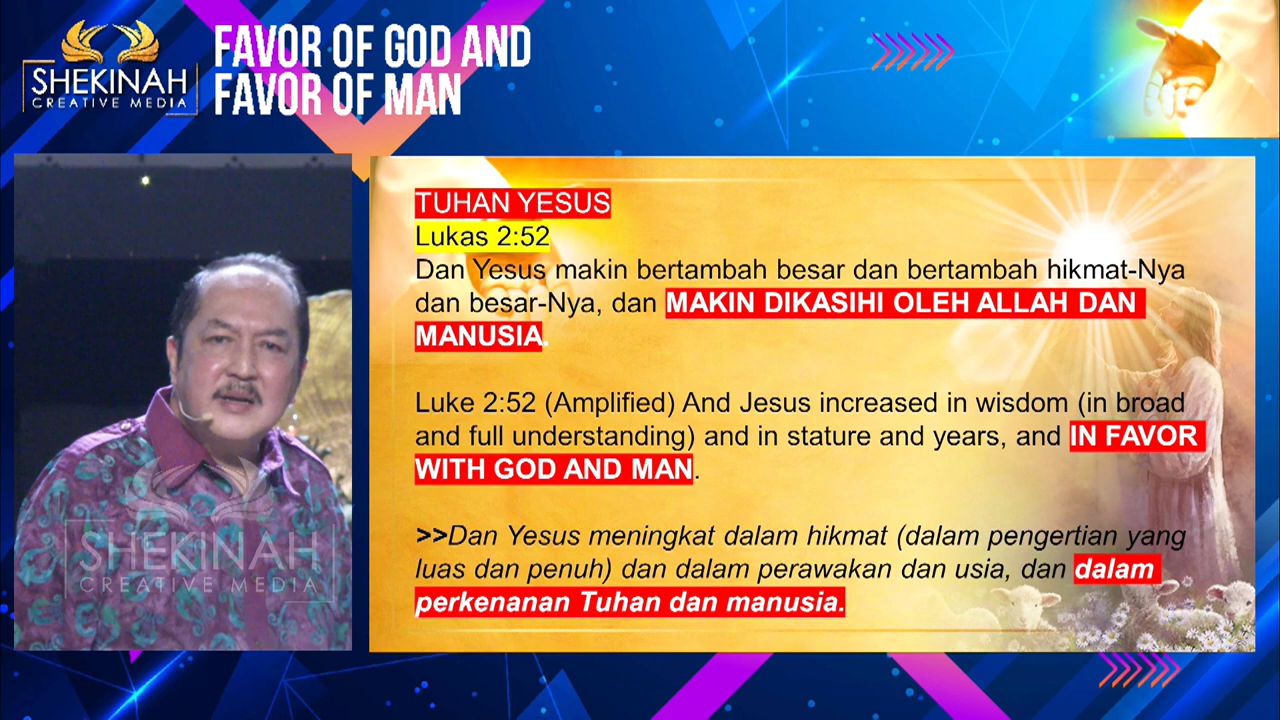 SHEKINAH
CREATIVE MEDIA
FAVOR OF GOD AND
FAVOR OF MAN
TUHAN YESUS
Lukas 2:52
Dan Yesus makin bertambah besar dan bertambah hikmat-Nya
dan besar-Nya, dan MAKIN DIKASIHI OLEH ALLAH DAN
MANUSIA.
Luke 2:52 (Amplified) And Jesus increased in wisdom (in broad
and full understanding) and in stature and years, and IN FAVOR
WITH GOD AND MAN.
>>Dan Yesus meningkat dalam hikmat (dalam pengertian yang
luas dan penuh) dan dalam perawakan dan usia, dan dalam
perkenanan Tuhan dan manusia.
SHEKINAH
CREATIVE MEDIA